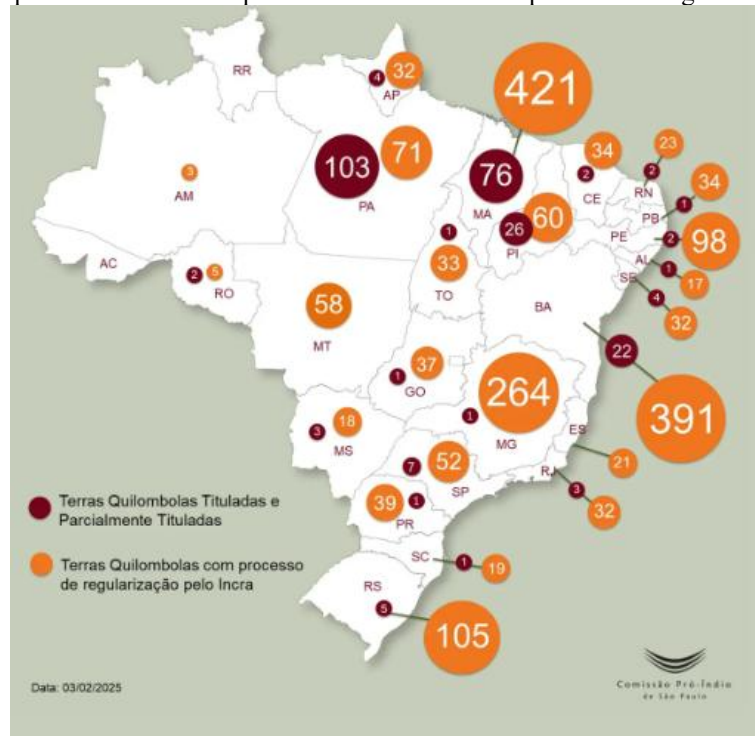 RR
4
32
AP
421
103
71
PA
3
AM
76
MA
34
2
CE
23
2
RN
34
1
PB
PE
2
98
26
60
PI
1
33
TO
AL
1
17
SE
4
32
AC
2
5
RO
BA
58
MT
22
391
1
37
GO
264
1
MG
3
18
MS
ES
21
7
52
SP
RJ
3
32
39
1
PR
SC
1
19
RS
5
105
Terras Quilombolas Tituladas e
Parcialmente Tituladas
Terras Quilombolas com processo
de regularização pelo Incra
Data: 03/02/2025
Comissão Pró-Índio
de São Paulo